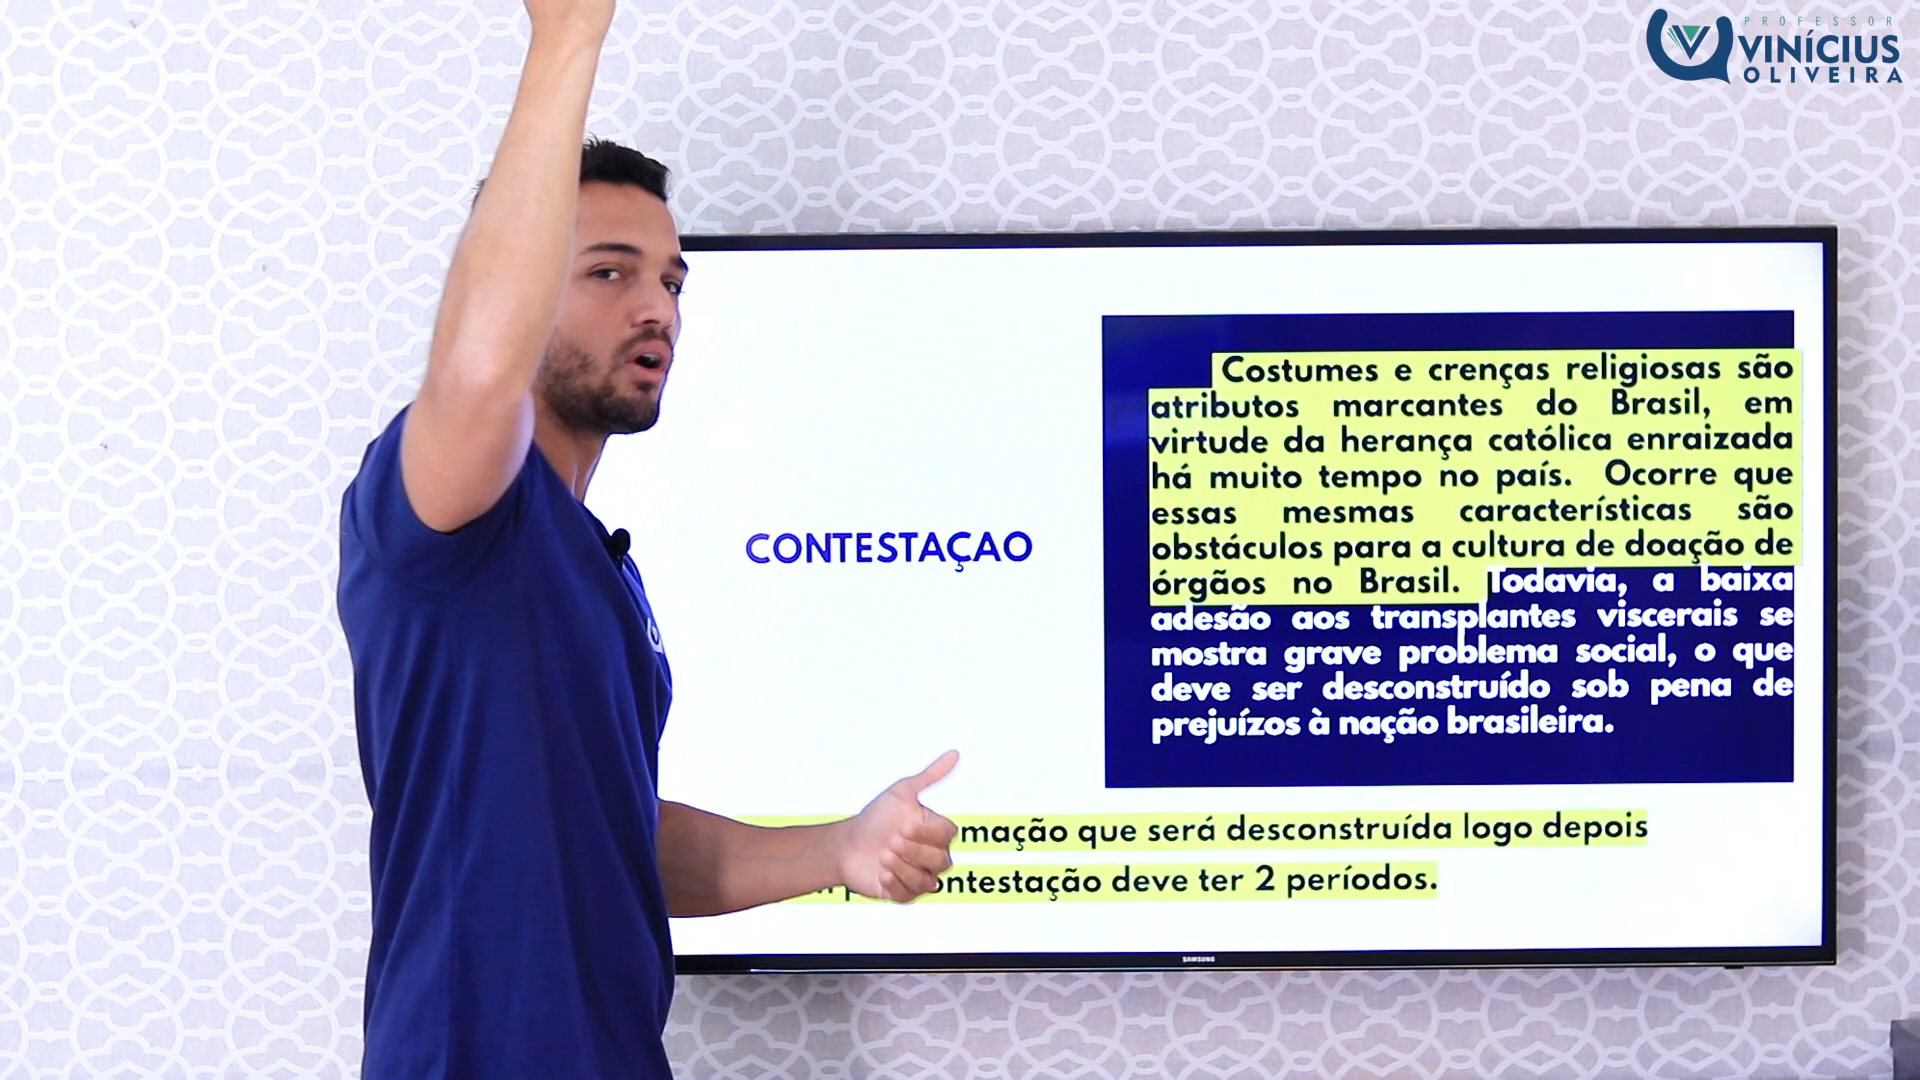 PROFESSOR
VINÍCIUS
OLIVEIRA
Costumes e crenças religiosas são
atributos marcantes do Brasil, em
virtude da herança católica enraizada
há muito tempo no país. Ocorre que
essas mesmas características são
obstáculos para a cultura de doação de
órgãos no Brasil. Todavia, a baixa
adesão aos transplantes viscerais se
mostra grave problema social, o que
deve ser desconstruído sob pena de
prejuízos à nação brasileira.
CONTESTAÇAO
que será desconstruída logo depois
deve ter 2 períodos.
SAMSUNG